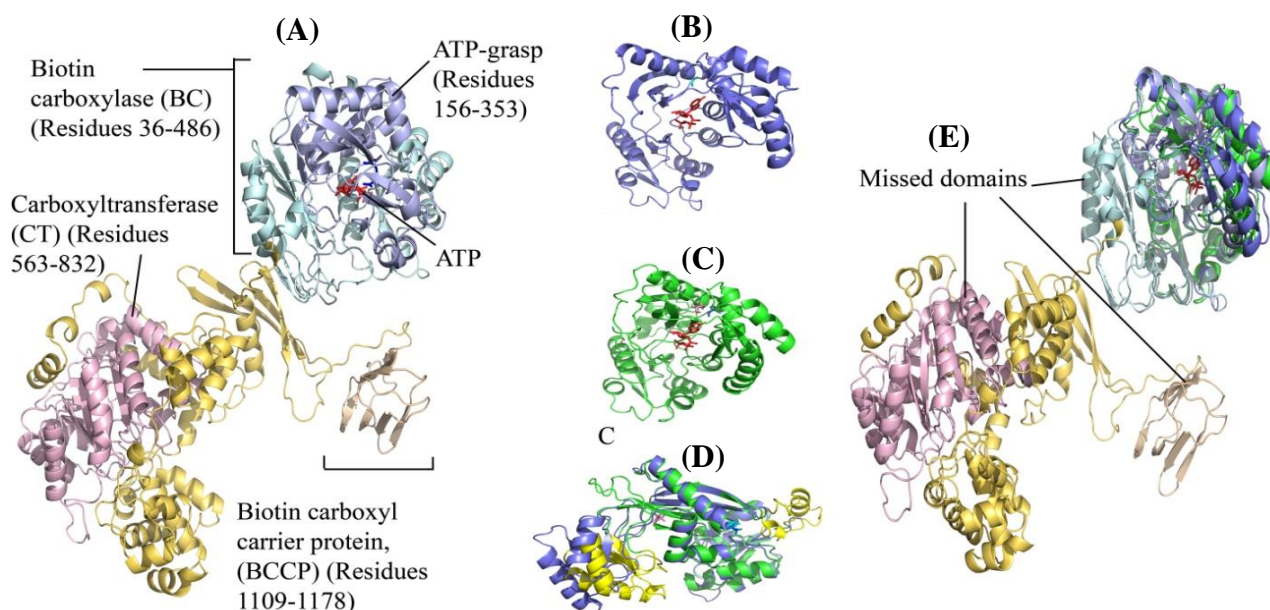 (A)
Biotin
carboxylase (BC)
(Residues 36-486)
ATP-grasp
(Residues
156-353)
Carboxyltransferase
(CT) (Residues
563-832)
ATP
Biotin carboxyl
carrier protein,
(BCCP) (Residues
1109-1178)
(B)
(C)
C
(D)
(E)
Missed domains